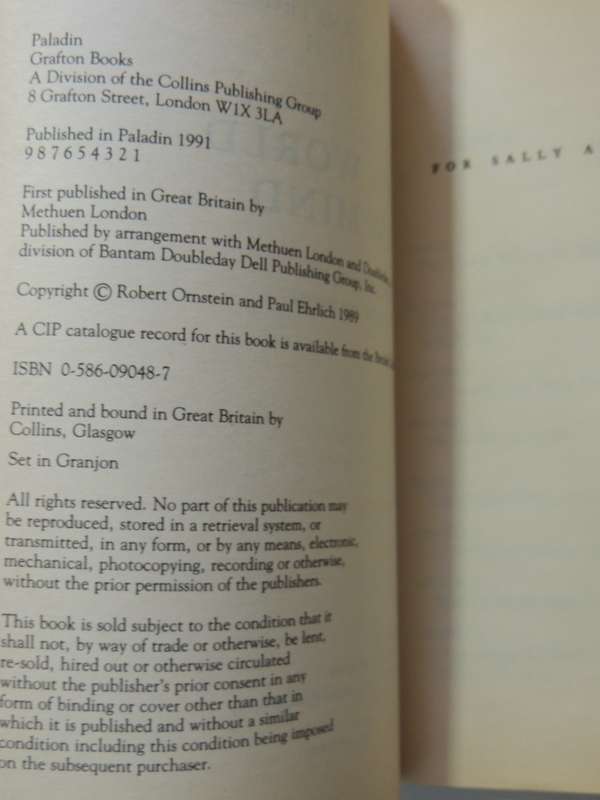 Paladin
Grafton Books
A Division of the Collins Publishing Group
8 Grafton Street, London W1X 3LA
Published in Paladin 1991
9 8 7 6 5 4 3 2 1
First published in Great Britain by
Methuen London
Published by arrangement with Methuen London and Doubleday,
division of Bantam Doubleday Dell Publishing Group, Inc.
Copyright © Robert Ornstein and Paul Ehrlich 1989
A CIP catalogue record for this book is available from the British
ISBN 0-586-09048-7
Printed and bound in Great Britain by
Collins, Glasgow
Set in Granjon
All rights reserved. No part of this publication may
be reproduced, stored in a retrieval system, or
transmitted, in any form, or by any means, electronic,
mechanical, photocopying, recording or otherwise,
without the prior permission of the publishers.
This book is sold subject to the condition that it
shall not, by way of trade or otherwise, be lent,
re-sold, hired out or otherwise circulated
without the publisher's prior consent in any
form of binding or cover other than that in
which it is published and without a similar
condition including this condition being imposed
on the subsequent purchaser.
FOR SALLY A
WORLD
MIND